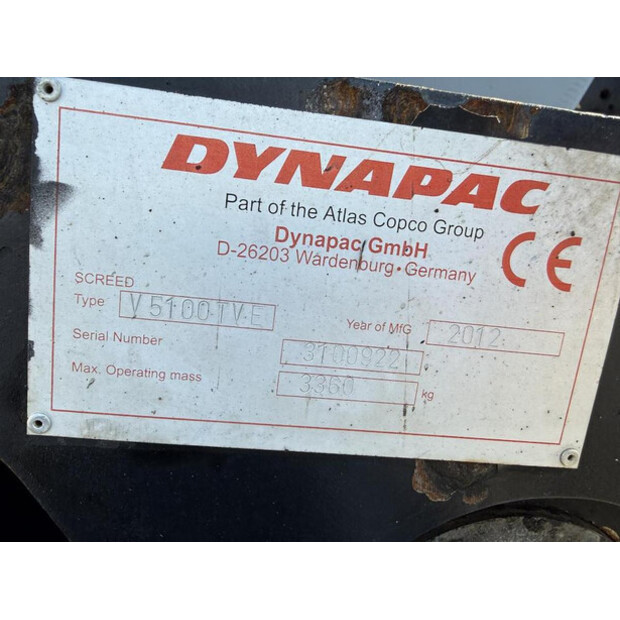 DYNAPAC
Part of the Atlas Copco Group
Dynapac GmbH
D-26203 Wardenburg · Germany
CE
SCREED
Type V5100TVE Year of MfG 2012
Serial Number 3100922
Max. Operating mass 3360 kg